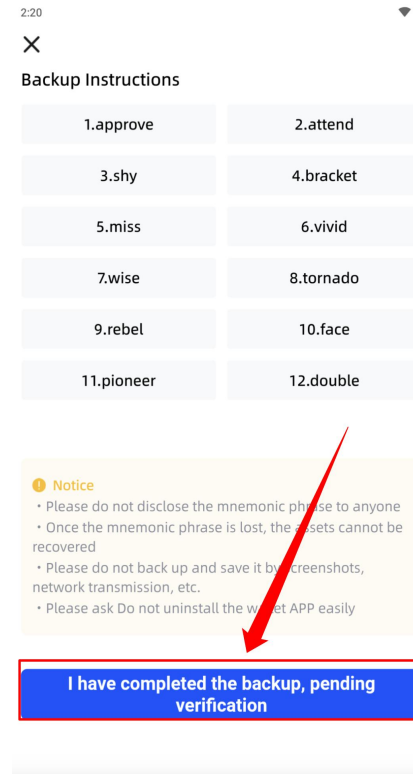 2:20
Backup Instructions
1.approve 2.attend
3.shy 4.bracket
5.miss 6.vivid
7.wise 8.tornado
9.rebel 10.face
11.pioneer 12.double
Notice
• Please do not disclose the mnemonic phrase to anyone
• Once the mnemonic phrase is lost, the assets cannot be
recovered
• Please do not back up and save it by screenshots,
network transmission, etc.
• Please ask Do not uninstall the wallet APP easily
I have completed the backup, pending
verification